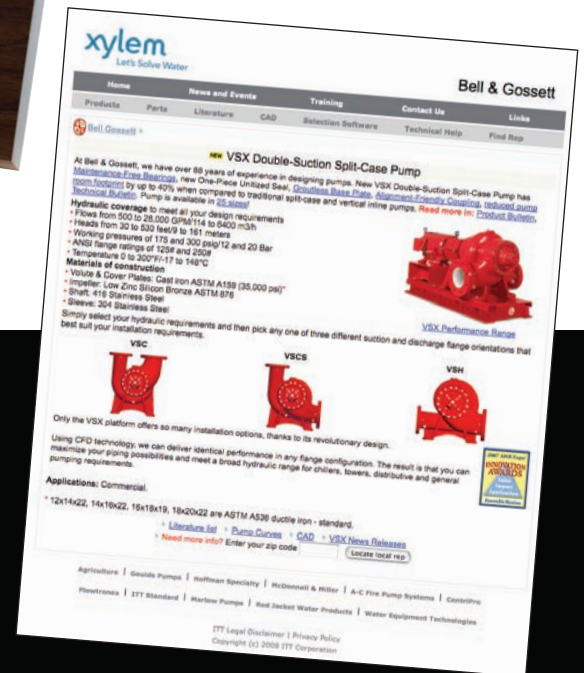 xylem
Let's Solve Water
Bell & Gossett
Home News and Events Training Contact Us Links
Products Parts Literature CAD Selection Software Technical Help Find Rep
Bell Gossett
NEW VSX Double-Suction Split-Case Pump
At Bell & Gossett, we have over 88 years of experience in designing pumps. New VSX Double-Suction Split-Case Pump has
Maintenance-Free Bearings, new One-Piece Unitized Seal, Groutless Base Plate, Alignment-Friendly Coupling, reduced pump
room footprint by up to 40% when compared to traditional split-case and vertical inline pumps. Read more in: Product Bulletin,
Technical Bulletin. Pump is available in 25 sizes!
Hydraulic coverage to meet all your design requirements
• Flows from 500 to 28,000 GPM/114 to 6400 m3/h
• Heads from 30 to 530 feet/9 to 161 meters
• Working pressures of 175 and 300 psig/12 and 20 Bar
• ANSI flange ratings of 125# and 250#
• Temperature 0 to 300°F/-17 to 148°C
Materials of construction
• Volute & Cover Plates: Cast Iron ASTM A159 (35,000 psi)*
• Impeller: Low Zinc Silicon Bronze ASTM 876
• Shaft: 416 Stainless Steel
• Sleeve: 304 Stainless Steel
VSX Performance Range
Simply select your hydraulic requirements and then pick any one of three different suction and discharge flange orientations that
best suit your installation requirements.
VSC VSCS VSH
Only the VSX platform offers so many installation options, thanks to its revolutionary design.
Using CFD technology, we can deliver identical performance in any flange configuration. The result is that you can
maximize your piping possibilities and meet a broad hydraulic range for chillers, towers, distributive and general
pumping requirements.
INNOVATION
AWARDS
Applications: Commercial.
* 12x14x22, 14x16x22, 16x18x19, 18x20x22 are ASTM A536 ductile iron - standard.
Literature list Pump Curves CAD VSX News Releases
Need more info? Enter your zip code Locate local rep
Agriculture | Goulds Pumps | Hoffman Specialty | McDonnell & Miller | A-C Fire Pump Systems | CentriPro
Flowtronex | ITT Standard | Marlow Pumps | Red Jacket Water Products | Water Equipment Technologies
ITT Legal Disclaimer | Privacy Policy
Copyright (c) 2008 ITT Corporation